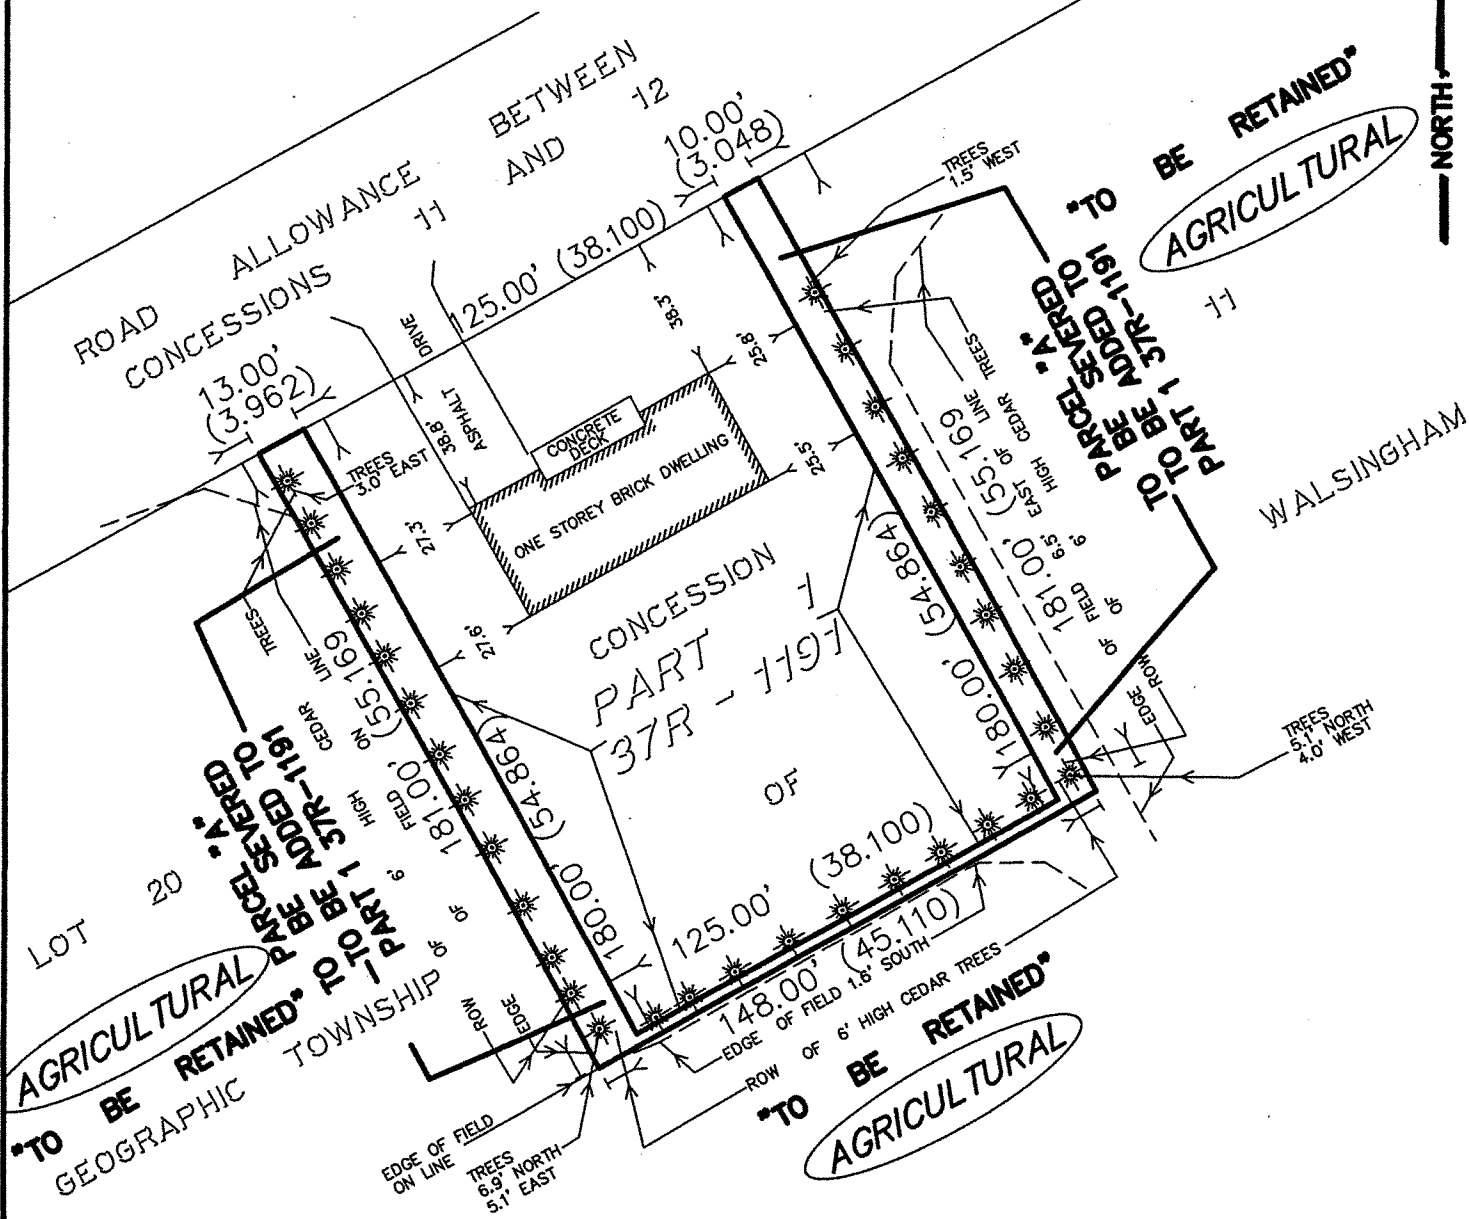 NORTH
ROAD ALLOWANCE BETWEEN
CONCESSIONS 11 AND 12
10.00'
(3.048)
125.00' (38.100)
13.00'
(3.962)
TREES
1.5' WEST
"TO BE RETAINED"
AGRICULTURAL
PARCEL "A"
TO BE SEVERED
TO BE ADDED TO
PART 1 37R-1191
11
WALSINGHAM
DRIVE
ASPHALT
38.8'
38.3'
25.8'
25.5'
27.3'
27.6'
CONCRETE
DECK
ONE STOREY BRICK DWELLING
TREES
3.0' EAST
CONCESSION
PART 1
37R - 1191
OF
180.00' (54.864)
181.00' (55.169
ROW OF 6' HIGH CEDAR TREES
EDGE OF FIELD 6.5' EAST OF LINE
TREES
5.1' NORTH
4.0' WEST
180.00' (54.864)
181.00' (55.169
ROW OF 6' HIGH CEDAR TREES
EDGE OF FIELD ON LINE
PARCEL "A"
TO BE SEVERED
TO BE ADDED TO
PART 1 37R-1191
LOT 20
AGRICULTURAL
"TO BE RETAINED"
GEOGRAPHIC TOWNSHIP
125.00' (38.100)
148.00' (45.110)
EDGE OF FIELD 1.6' SOUTH
ROW OF 6' HIGH CEDAR TREES
"TO BE RETAINED"
AGRICULTURAL
EDGE OF FIELD
ON LINE
TREES
6.9' NORTH
5.1' EAST